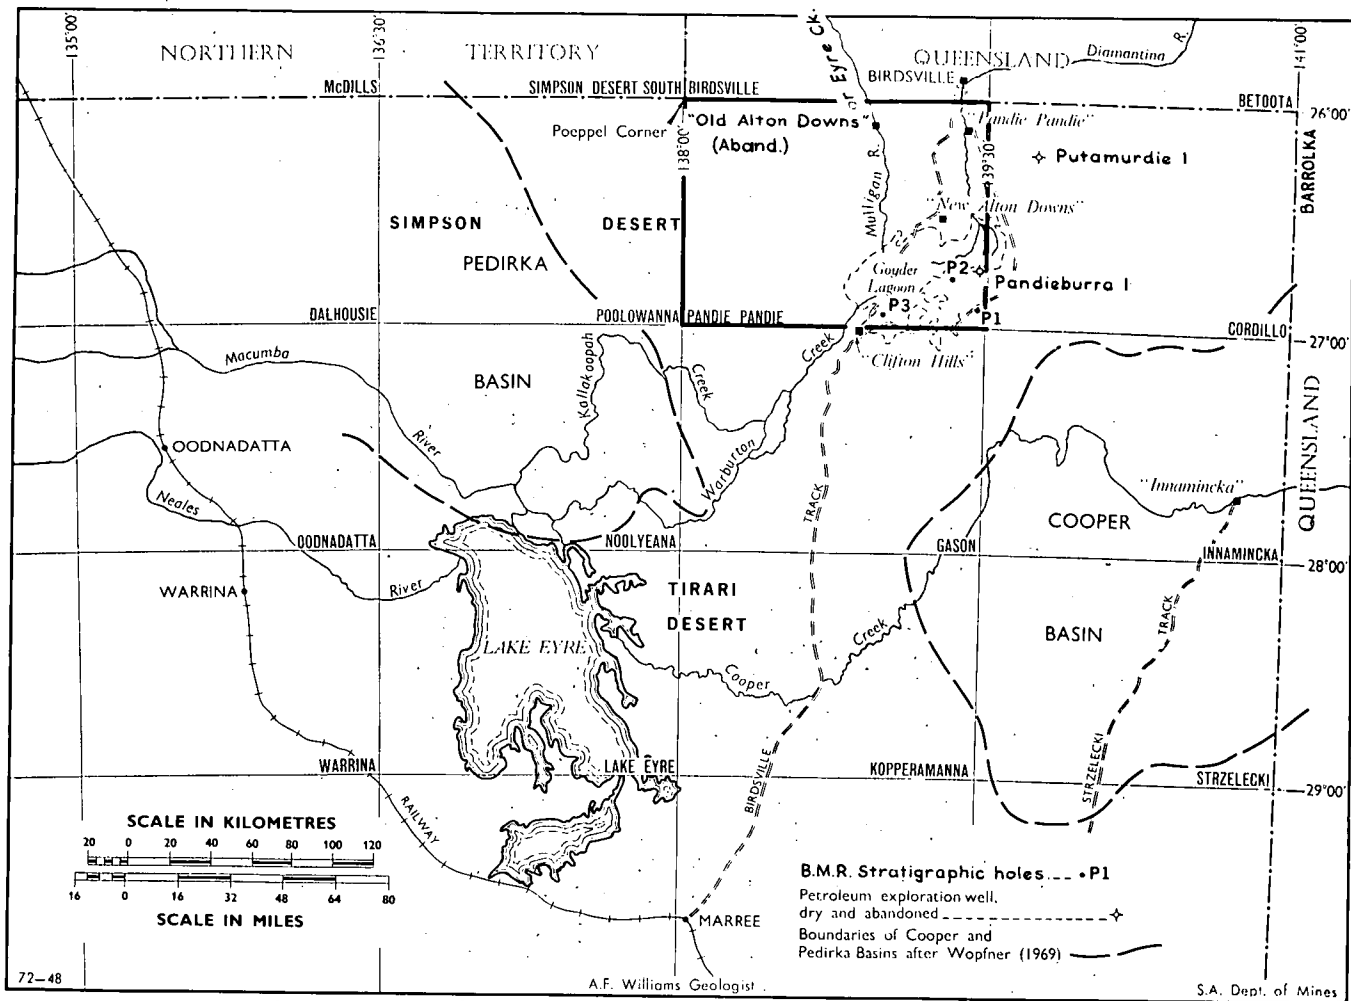 135°00'
136°30'
138°00'
139°30'
141°00'
NORTHERN
TERRITORY
or Eyre Ck.
QUEENSLAND
Diamantina
R.
BIRDSVILLE
McDILLS
SIMPSON DESERT SOUTH
BIRDSVILLE
BETOOTA
26°00'
Poeppel Corner
"Old Alton Downs"
(Aband.)
"Pandie Pandie"
Putamurdie 1
BARROLKA
Mulligan R.
"New Alton Downs"
SIMPSON
DESERT
PEDIRKA
Goyder
Lagoon
P2
Pandieburra 1
P3
P1
DALHOUSIE
POOLOWANNA
PANDIE PANDIE
CORDILLO
27°00'
"Clifton Hills"
Macumba
River
Kallakoopah
Creek
Creek
Warburton
BASIN
QUEENSLAND
OODNADATTA
Neales
River
TRACK
"Innamincka"
COOPER
OODNADATTA
NOOLYEANA
GASON
INNAMINCKA
28°00'
WARRINA
TIRARI
DESERT
TRACK
BASIN
LAKE EYRE
Cooper
Creek
WARRINA
LAKE EYRE
KOPPERAMANNA
STRZELECKI
29°00'
BIRDSVILLE
STRZELECKI
RAILWAY
SCALE IN KILOMETRES
20 0 20 40 60 80 100 120
16 0 16 32 48 64 80
SCALE IN MILES
MARREE
B.M.R. Stratigraphic holes P1
Petroleum exploration well,
dry and abandoned
Boundaries of Cooper and
Pedirka Basins after Wopfner (1969)
72-48
A.F. Williams Geologist
S.A. Dept. of Mines